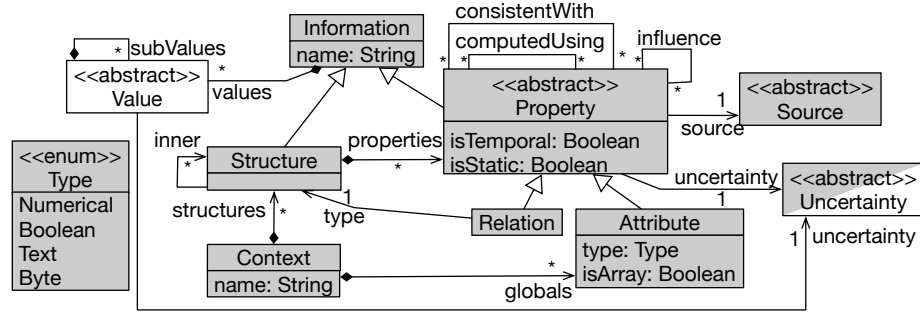 consistentWith
Information
name: String
computedUsing
influence
*
subValues
*
*
*
*
*
*
<<abstract>>
Value
*
values
<<abstract>>
Property
isTemporal: Boolean
isStatic: Boolean
1
source
<<abstract>>
Source
inner
*
Structure
properties
*
<<enum>>
Type
Numerical
Boolean
Text
Byte
structures
*
1
type
Relation
uncertainty
1
<<abstract>>
Uncertainty
Attribute
type: Type
isArray: Boolean
1
uncertainty
Context
name: String
*
globals